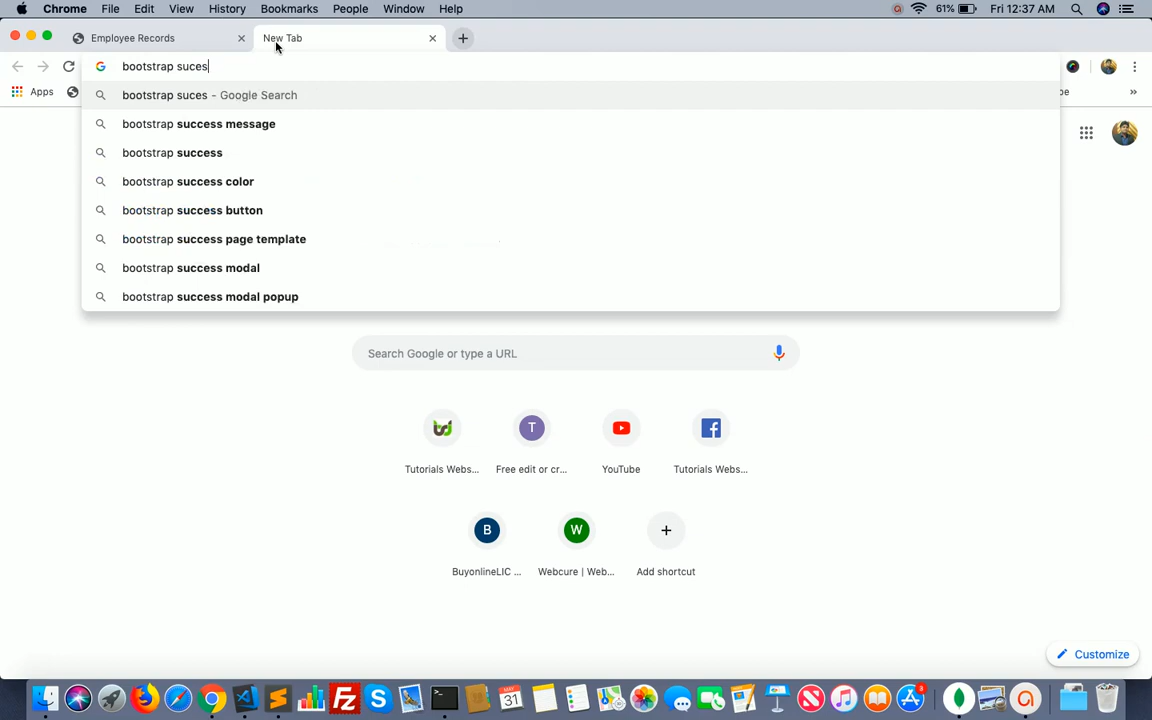 Chrome File Edit View History Bookmarks People Window Help 61% Fri 12:37 AM
Employee Records New Tab
bootstrap suces
Apps
bootstrap suces - Google Search
bootstrap success message
bootstrap success
bootstrap success color
bootstrap success button
bootstrap success page template
bootstrap success modal
bootstrap success modal popup
Search Google or type a URL
T
Tutorials Webs... Free edit or cr... YouTube Tutorials Webs...
B W
BuyonlineLIC ... Webcure | Web... Add shortcut
Customize